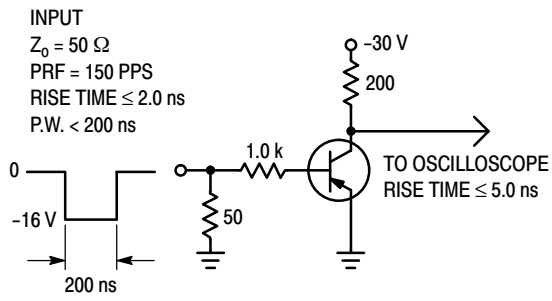 INPUT
Zo = 50 Ω
PRF = 150 PPS
RISE TIME ≤ 2.0 ns
P.W. < 200 ns
–30 V
200
1.0 k
TO OSCILLOSCOPE
RISE TIME ≤ 5.0 ns
0
–16 V
50
200 ns